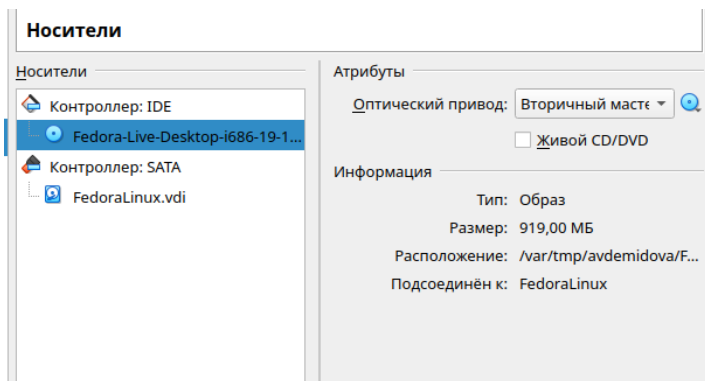 Носители
Носители
Контроллер: IDE
Fedora-Live-Desktop-i686-19-1...
Контроллер: SATA
FedoraLinux.vdi
Атрибуты
Оптический привод: Вторичный масте
Живой CD/DVD
Информация
Тип: Образ
Размер: 919,00 МБ
Расположение: /var/tmp/avdemidova/F...
Подсоединён к: FedoraLinux